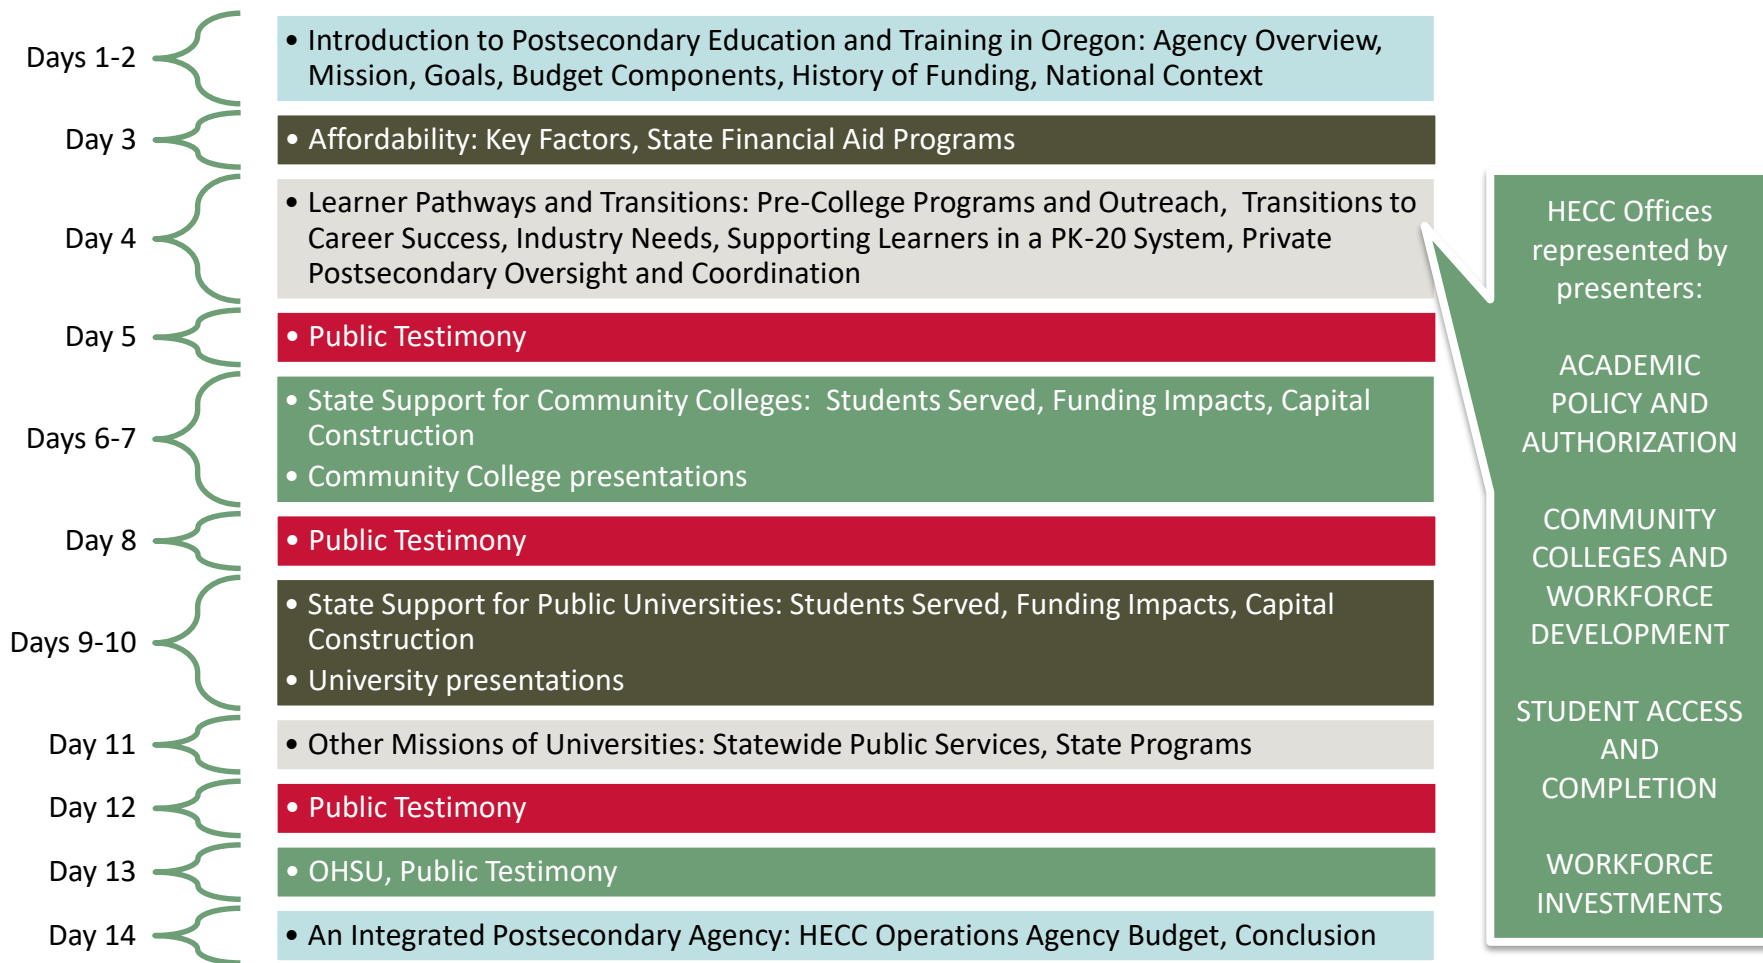 Days 1-2
• Introduction to Postsecondary Education and Training in Oregon: Agency Overview,
Mission, Goals, Budget Components, History of Funding, National Context
Day 3
• Affordability: Key Factors, State Financial Aid Programs
Day 4
• Learner Pathways and Transitions: Pre-College Programs and Outreach, Transitions to
Career Success, Industry Needs, Supporting Learners in a PK-20 System, Private
Postsecondary Oversight and Coordination
Day 5
• Public Testimony
Days 6-7
• State Support for Community Colleges: Students Served, Funding Impacts, Capital
Construction
• Community College presentations
Day 8
• Public Testimony
Days 9-10
• State Support for Public Universities: Students Served, Funding Impacts, Capital
Construction
• University presentations
Day 11
• Other Missions of Universities: Statewide Public Services, State Programs
Day 12
• Public Testimony
Day 13
• OHSU, Public Testimony
Day 14
• An Integrated Postsecondary Agency: HECC Operations Agency Budget, Conclusion
HECC Offices
represented by
presenters:
ACADEMIC
POLICY AND
AUTHORIZATION
COMMUNITY
COLLEGES AND
WORKFORCE
DEVELOPMENT
STUDENT ACCESS
AND
COMPLETION
WORKFORCE
INVESTMENTS